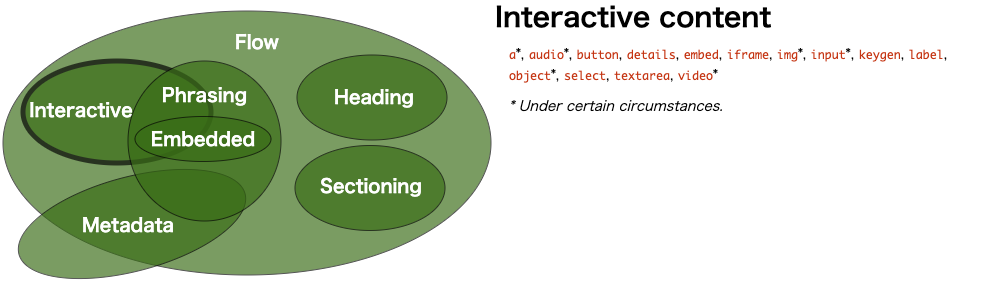 Flow
Interactive
Phrasing
Heading
Embedded
Sectioning
Metadata
Interactive content
a*, audio*, button, details, embed, iframe, img*, input*, keygen, label,
object*, select, textarea, video*
* Under certain circumstances.